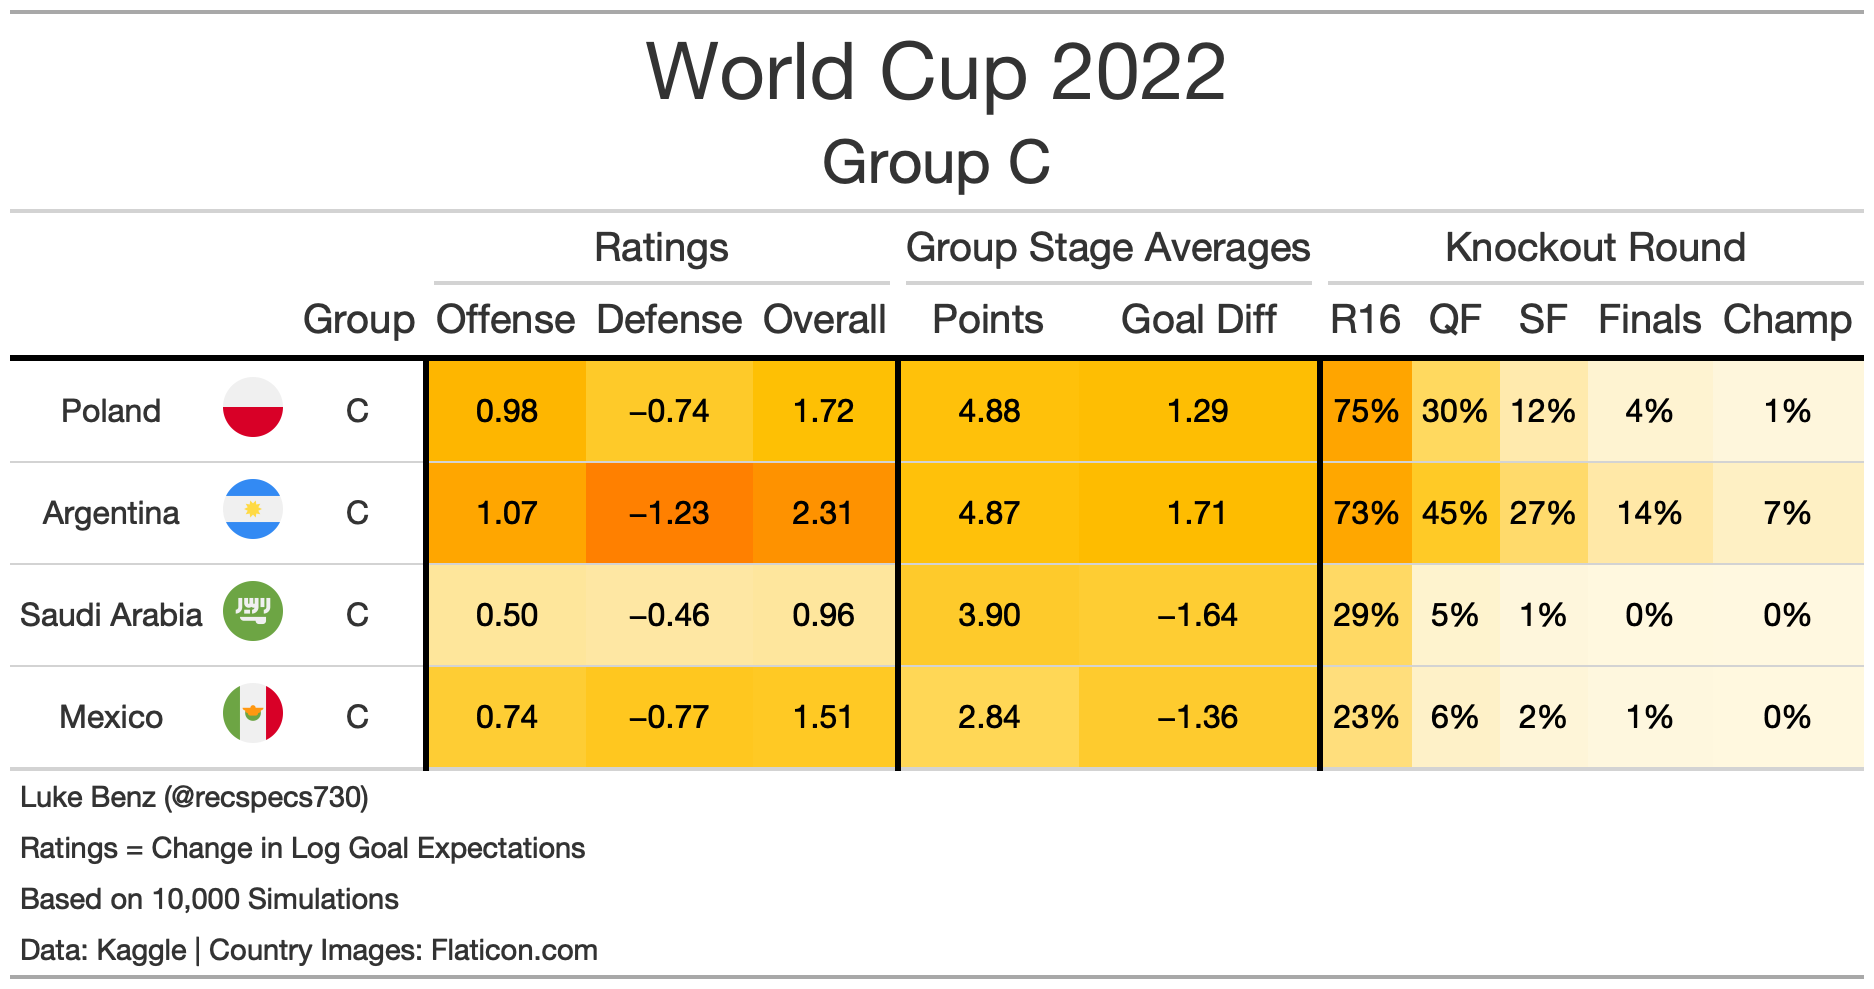 World Cup 2022
Group C
Ratings Group Stage Averages Knockout Round
Group Offense Defense Overall Points Goal Diff R16 QF SF Finals Champ
Poland C 0.98 −0.74 1.72 4.88 1.29 75% 30% 12% 4% 1%
Argentina C 1.07 −1.23 2.31 4.87 1.71 73% 45% 27% 14% 7%
Saudi Arabia C 0.50 −0.46 0.96 3.90 −1.64 29% 5% 1% 0% 0%
Mexico C 0.74 −0.77 1.51 2.84 −1.36 23% 6% 2% 1% 0%
Luke Benz (@recspecs730)
Ratings = Change in Log Goal Expectations
Based on 10,000 Simulations
Data: Kaggle | Country Images: Flaticon.com